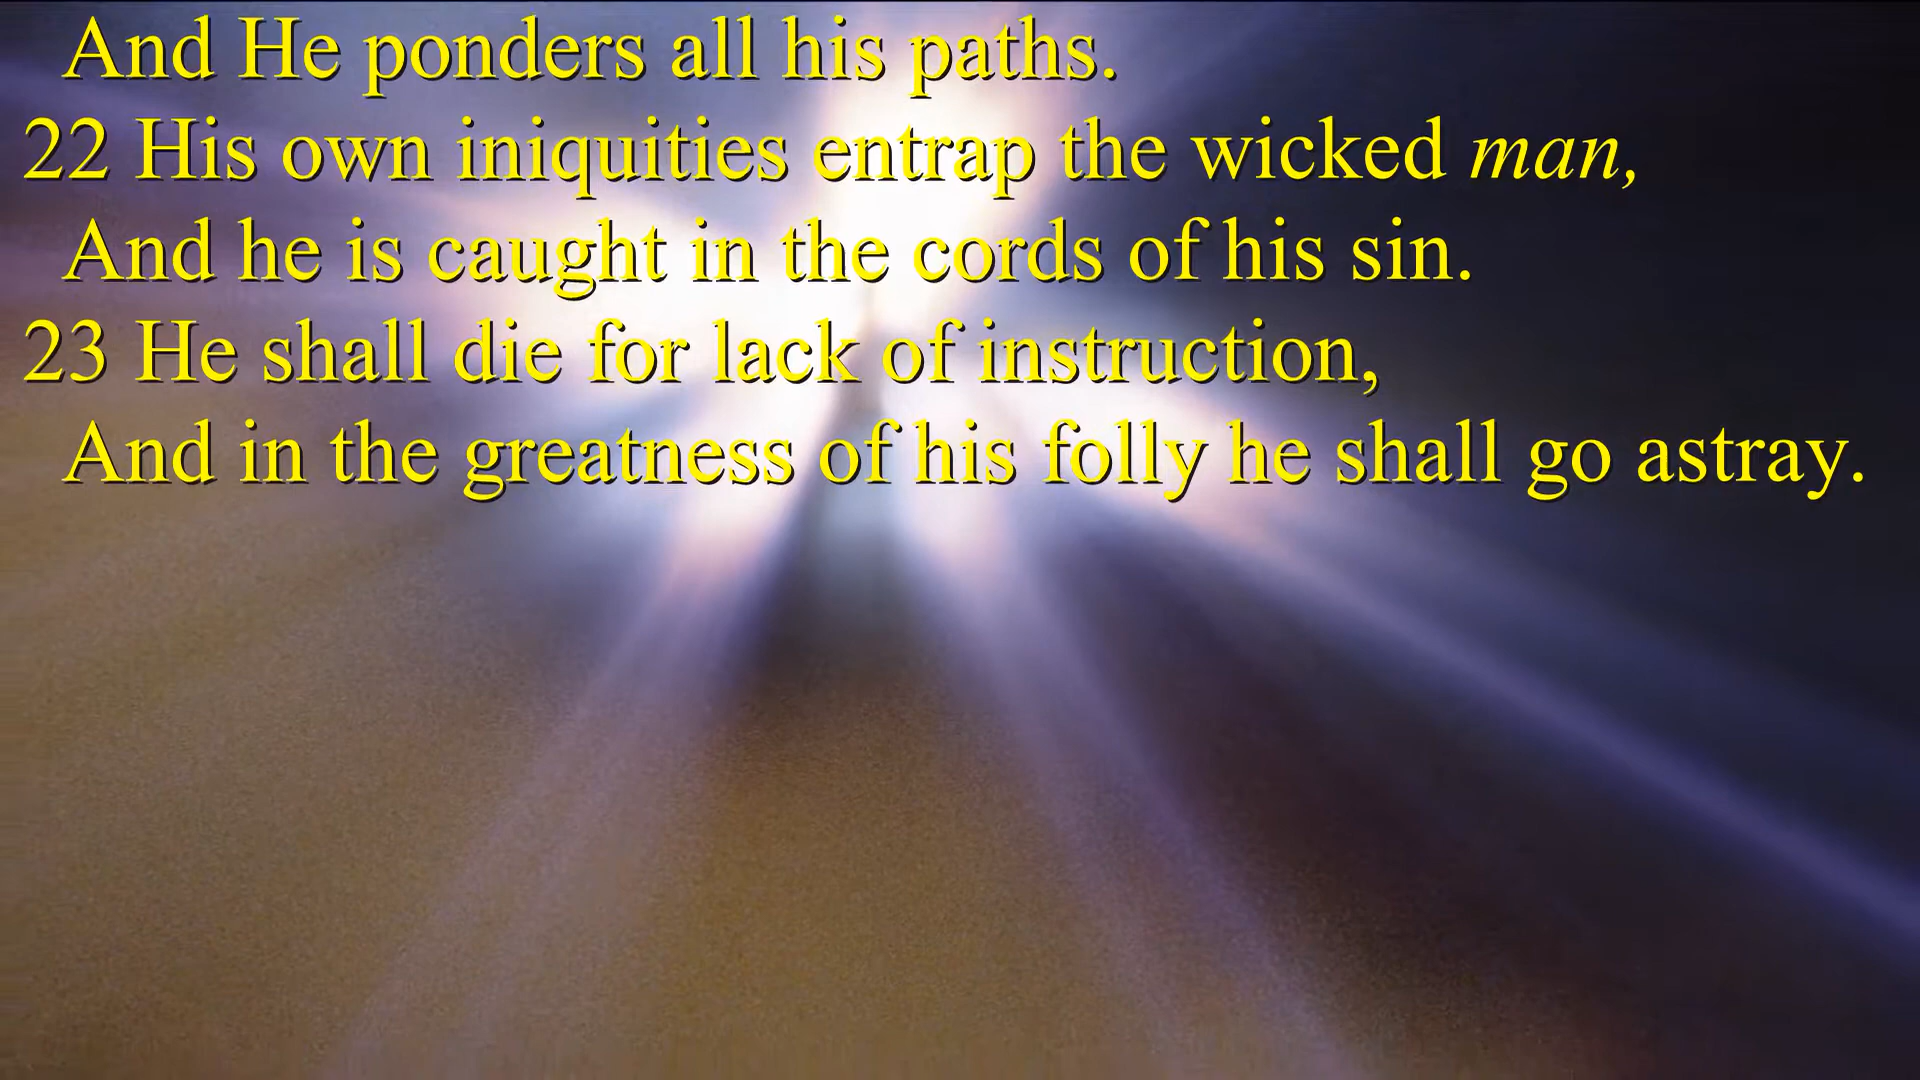 And He ponders all his paths.
22 His own iniquities entrap the wicked man,
And he is caught in the cords of his sin.
23 He shall die for lack of instruction,
And in the greatness of his folly he shall go astray.